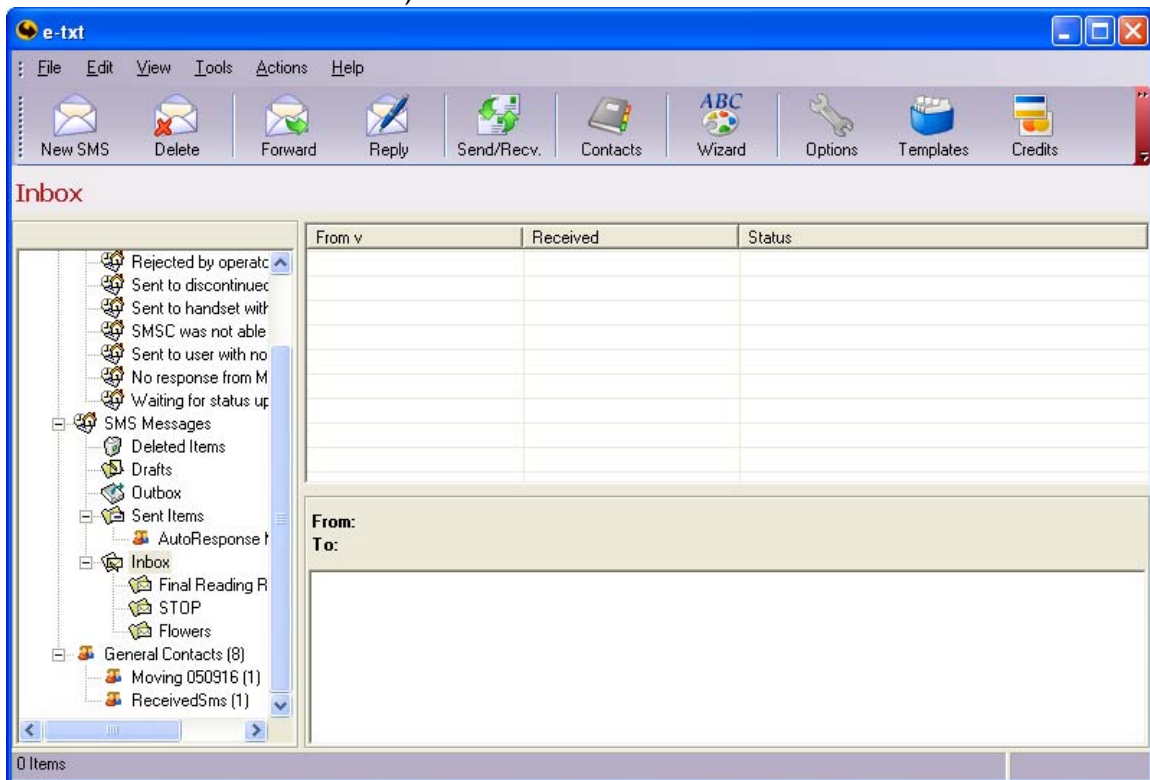 e-txt
File Edit View Tools Actions Help
New SMS Delete Forward Reply Send/Recv. Contacts Wizard Options Templates Credits
ABC
Inbox
From v Received Status
Rejected by operatc
Sent to discontinuec
Sent to handset with
SMSC was not able
Sent to user with no
No response from M
Waiting for status up
SMS Messages
Deleted Items
Drafts
Outbox
Sent Items
AutoResponse
Inbox
Final Reading R
STOP
Flowers
General Contacts (8)
Moving 050916 (1)
ReceivedSms (1)
From:
To:
0 Items